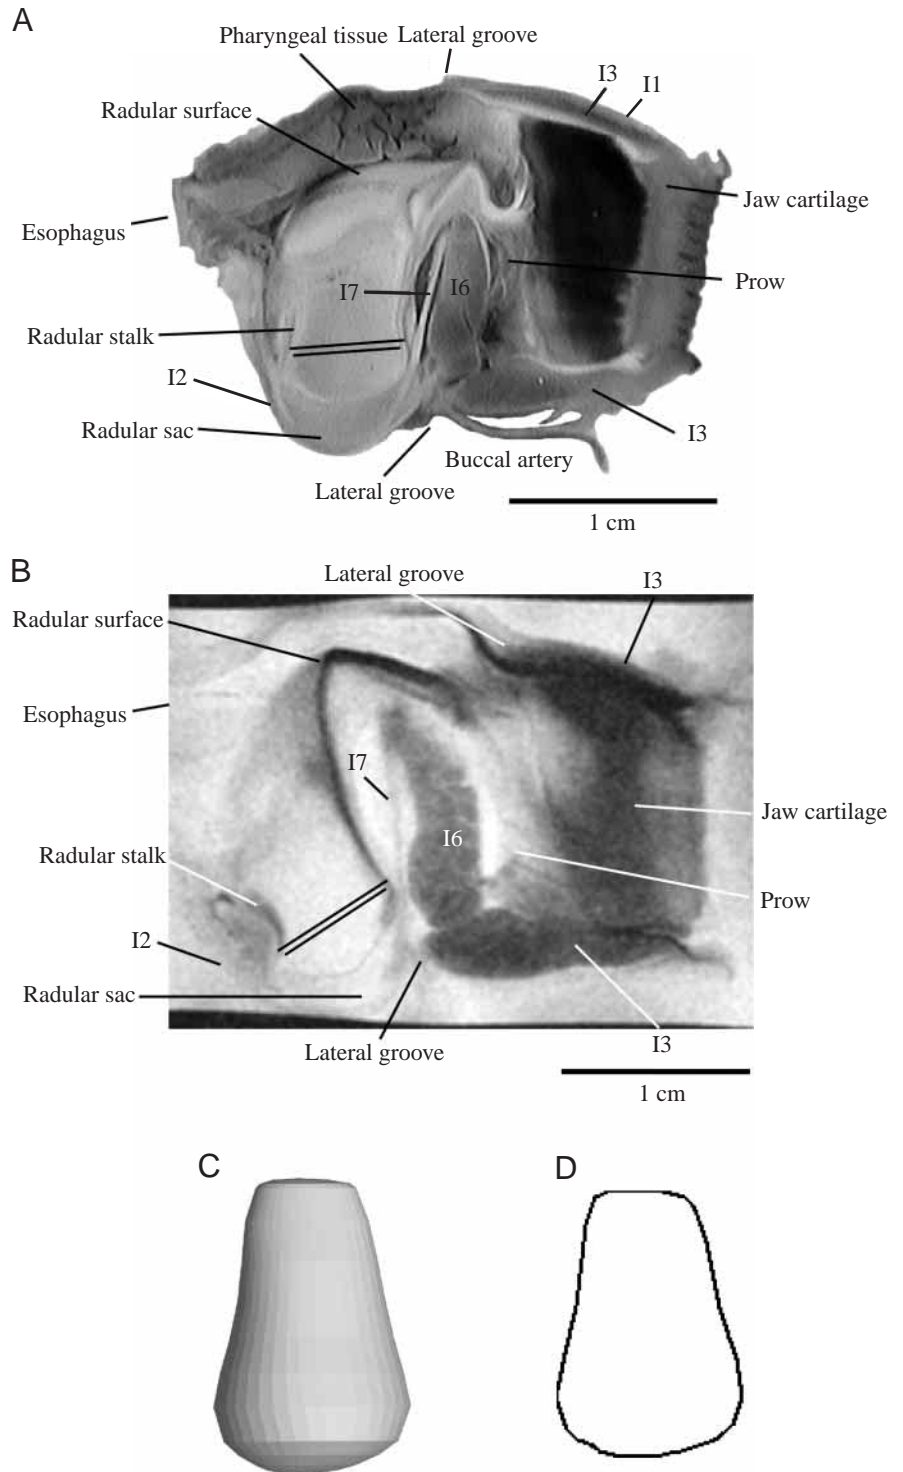 A
Pharyngeal tissue
Lateral groove
I3
I1
Radular surface
Jaw cartilage
Esophagus
Prow
I7
I6
Radular stalk
I2
Radular sac
I3
Buccal artery
Lateral groove
1 cm
B
Lateral groove
I3
Radular surface
Esophagus
I7
Jaw cartilage
I6
Radular stalk
Prow
I2
Radular sac
I3
Lateral groove
1 cm
C
D